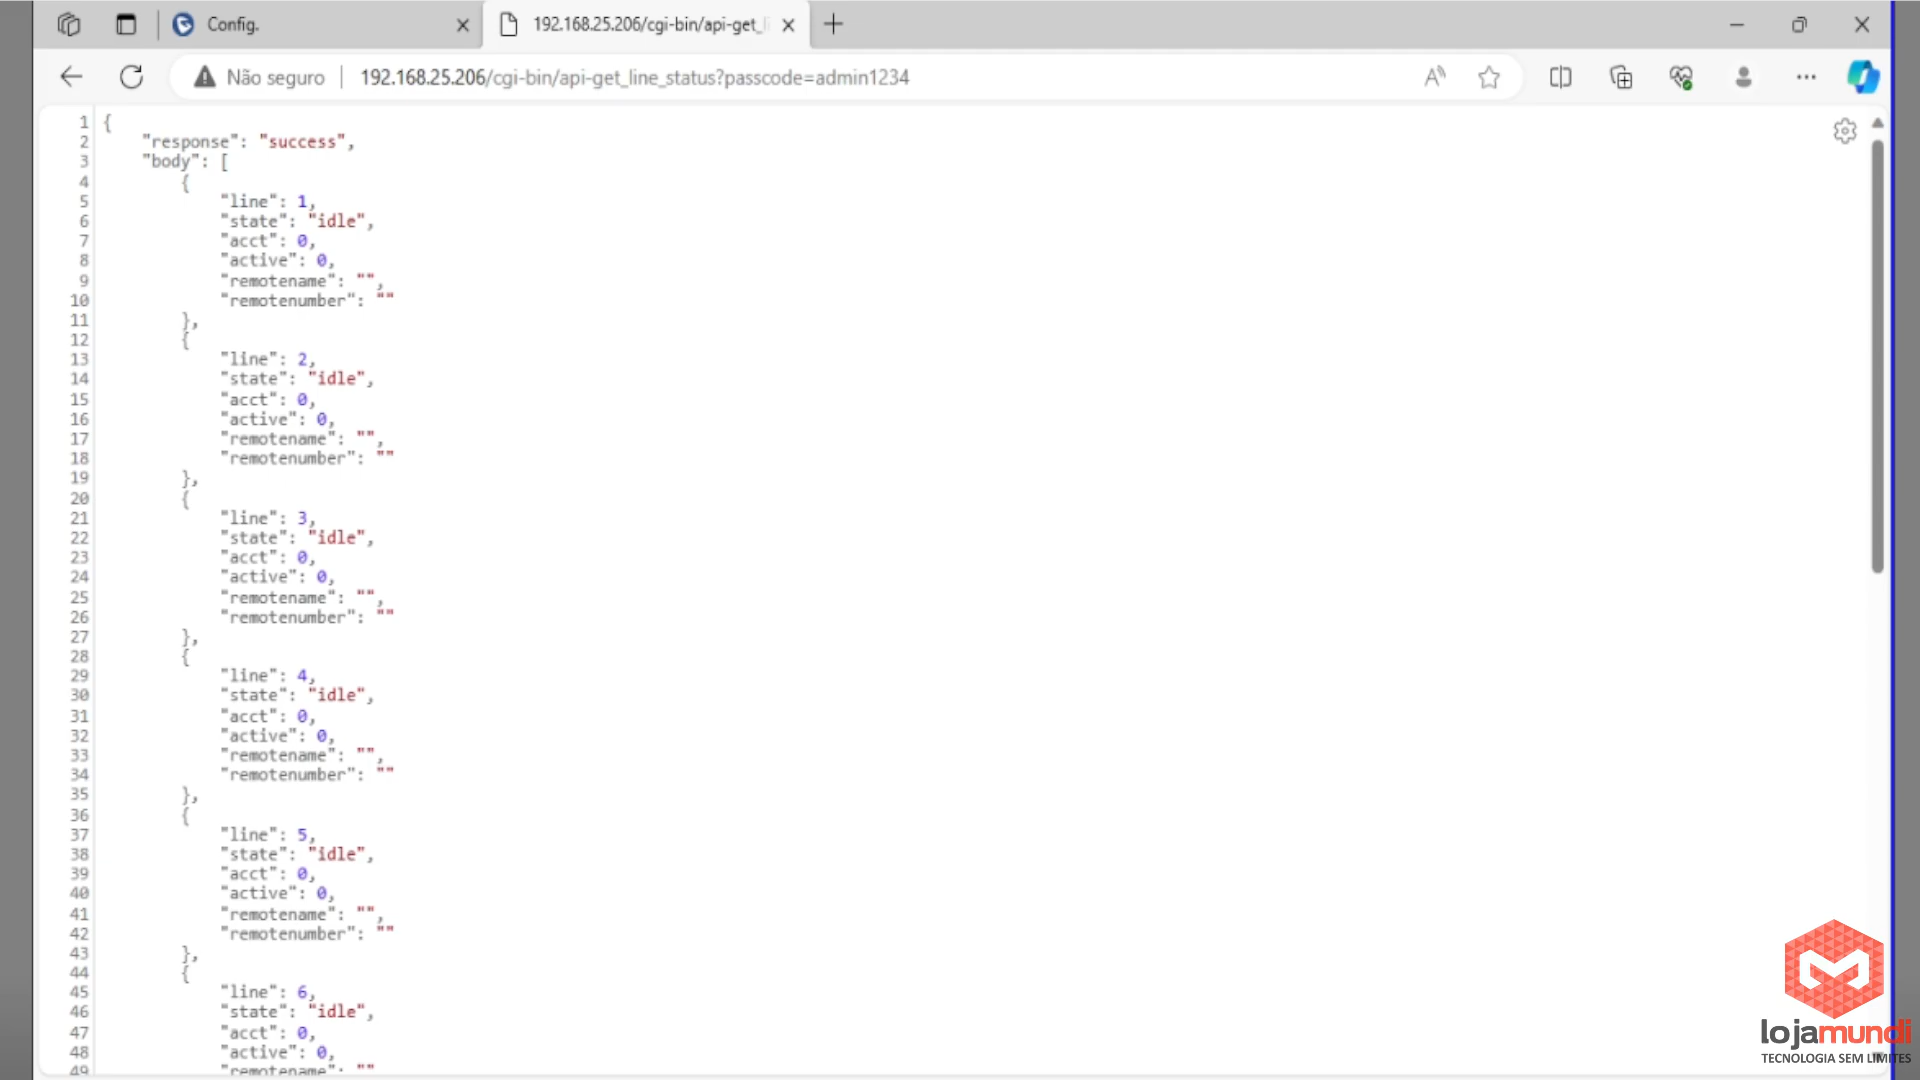 Config.
192.168.25.206/cgi-bin/api-get_li
Não seguro
192.168.25.206/cgi-bin/api-get_line_status?passcode=admin1234
1 {
2 "response": "success",
3 "body": [
4 {
5 "line": 1,
6 "state": "idle",
7 "acct": 0,
8 "active": 0,
9 "remotename": "",
10 "remotenumber": ""
11 },
12 {
13 "line": 2,
14 "state": "idle",
15 "acct": 0,
16 "active": 0,
17 "remotename": "",
18 "remotenumber": ""
19 },
20 {
21 "line": 3,
22 "state": "idle",
23 "acct": 0,
24 "active": 0,
25 "remotename": "",
26 "remotenumber": ""
27 },
28 {
29 "line": 4,
30 "state": "idle",
31 "acct": 0,
32 "active": 0,
33 "remotename": "",
34 "remotenumber": ""
35 },
36 {
37 "line": 5,
38 "state": "idle",
39 "acct": 0,
40 "active": 0,
41 "remotename": "",
42 "remotenumber": ""
43 },
44 {
45 "line": 6,
46 "state": "idle",
47 "acct": 0,
48 "active": 0,
49 "remotename": ""
lojamundi
TECNOLOGIA SEM LIMITES